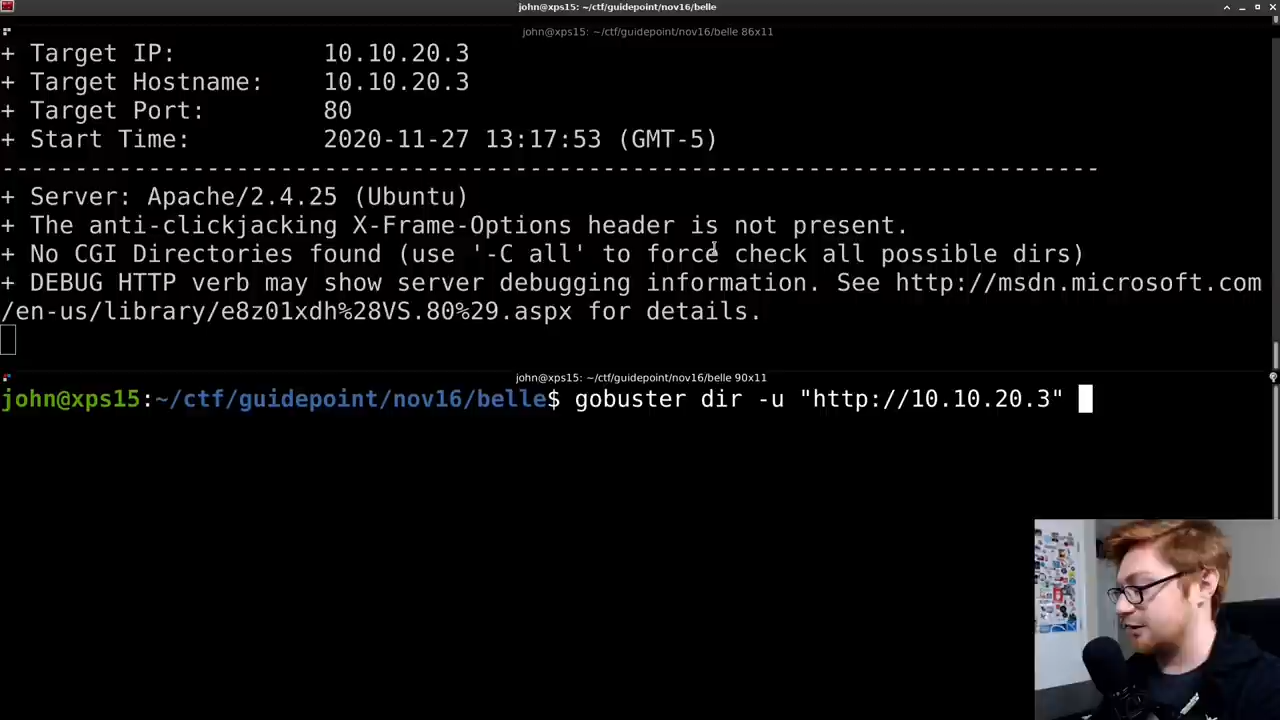 john@xps15: ~/ctf/guidepoint/nov16/belle
john@xps15: ~/ctf/guidepoint/nov16/belle 86x11
+ Target IP: 10.10.20.3
+ Target Hostname: 10.10.20.3
+ Target Port: 80
+ Start Time: 2020-11-27 13:17:53 (GMT-5)
---------------------------------------------------------------------------
+ Server: Apache/2.4.25 (Ubuntu)
+ The anti-clickjacking X-Frame-Options header is not present.
+ No CGI Directories found (use '-C all' to force check all possible dirs)
+ DEBUG HTTP verb may show server debugging information. See http://msdn.microsoft.com
/en-us/library/e8z01xdh%28VS.80%29.aspx for details.
john@xps15: ~/ctf/guidepoint/nov16/belle 90x11
john@xps15:~/ctf/guidepoint/nov16/belle$ gobuster dir -u "http://10.10.20.3"